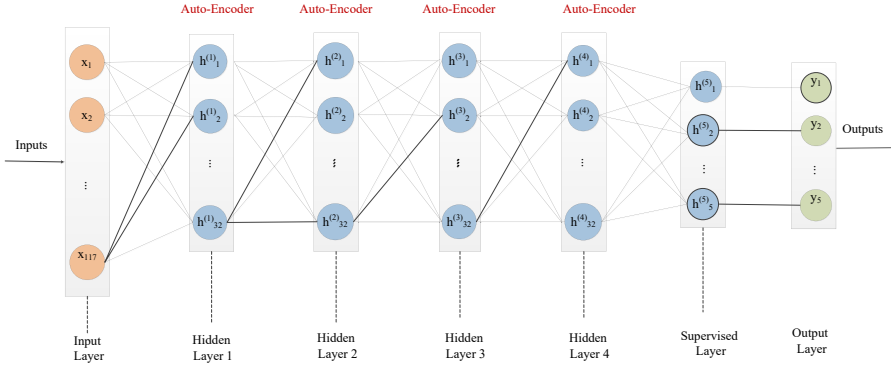 Auto-Encoder Auto-Encoder Auto-Encoder Auto-Encoder
x₁ h⁽¹⁾₁ h⁽²⁾₁ h⁽³⁾₁ h⁽⁴⁾₁ h⁽⁵⁾₁ y₁
x₂ h⁽¹⁾₂ h⁽²⁾₂ h⁽³⁾₂ h⁽⁴⁾₂ h⁽⁵⁾₂ y₂
Inputs ... ... ... ... ... ... ... Outputs
x₁₁₇ h⁽¹⁾₃₂ h⁽²⁾₃₂ h⁽³⁾₃₂ h⁽⁴⁾₃₂ h⁽⁵⁾₅ y₅
Input Hidden Hidden Hidden Hidden Supervised Output
Layer Layer 1 Layer 2 Layer 3 Layer 4 Layer Layer